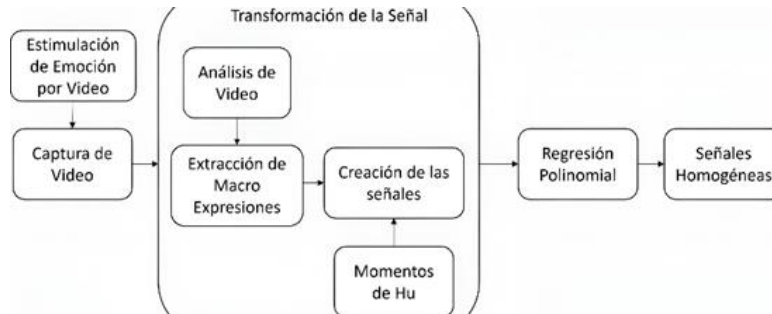 Transformación de la Señal
Estimulación
de Emoción
por Video
Captura de
Video
Análisis de
Video
Extracción de
Macro
Expresiones
Creación de las
señales
Momentos
de Hu
Regresión
Polinomial
Señales
Homogéneas